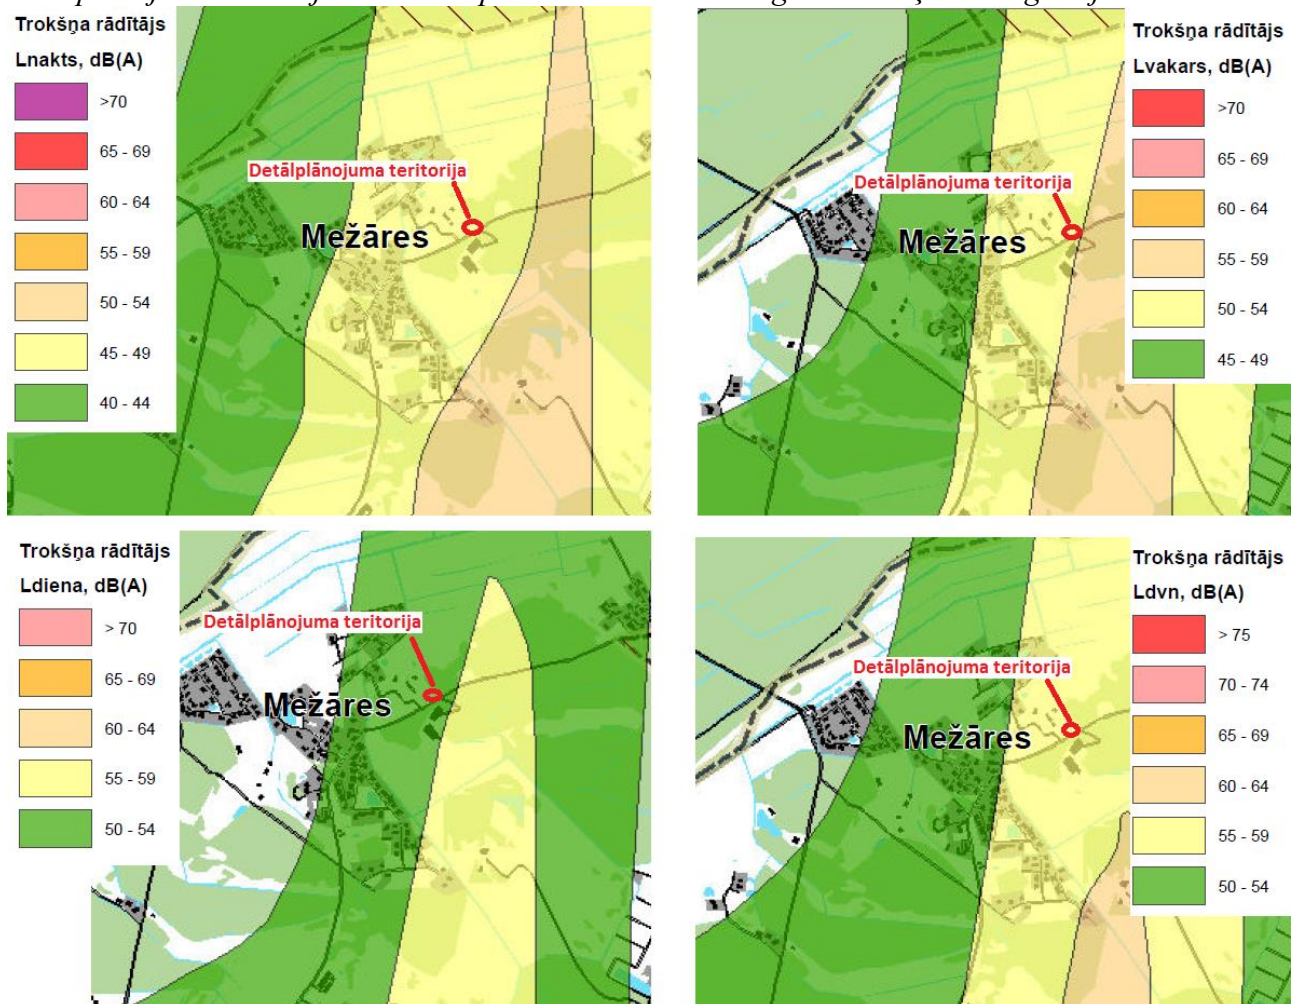 Trokšņa rādītājs
Lnakts, dB(A)
>70
65 - 69
60 - 64
55 - 59
50 - 54
45 - 49
40 - 44
Detālplānojuma teritorija
Mežāres
Trokšņa rādītājs
Lvakars, dB(A)
>70
65 - 69
60 - 64
55 - 59
50 - 54
45 - 49
Detālplānojuma teritorija
Mežāres
Trokšņa rādītājs
Ldiena, dB(A)
> 70
65 - 69
60 - 64
55 - 59
50 - 54
Detālplānojuma teritorija
Mežāres
Trokšņa rādītājs
Ldvn, dB(A)
> 75
70 - 74
65 - 69
60 - 64
55 - 59
50 - 54
Detālplānojuma teritorija
Mežāres